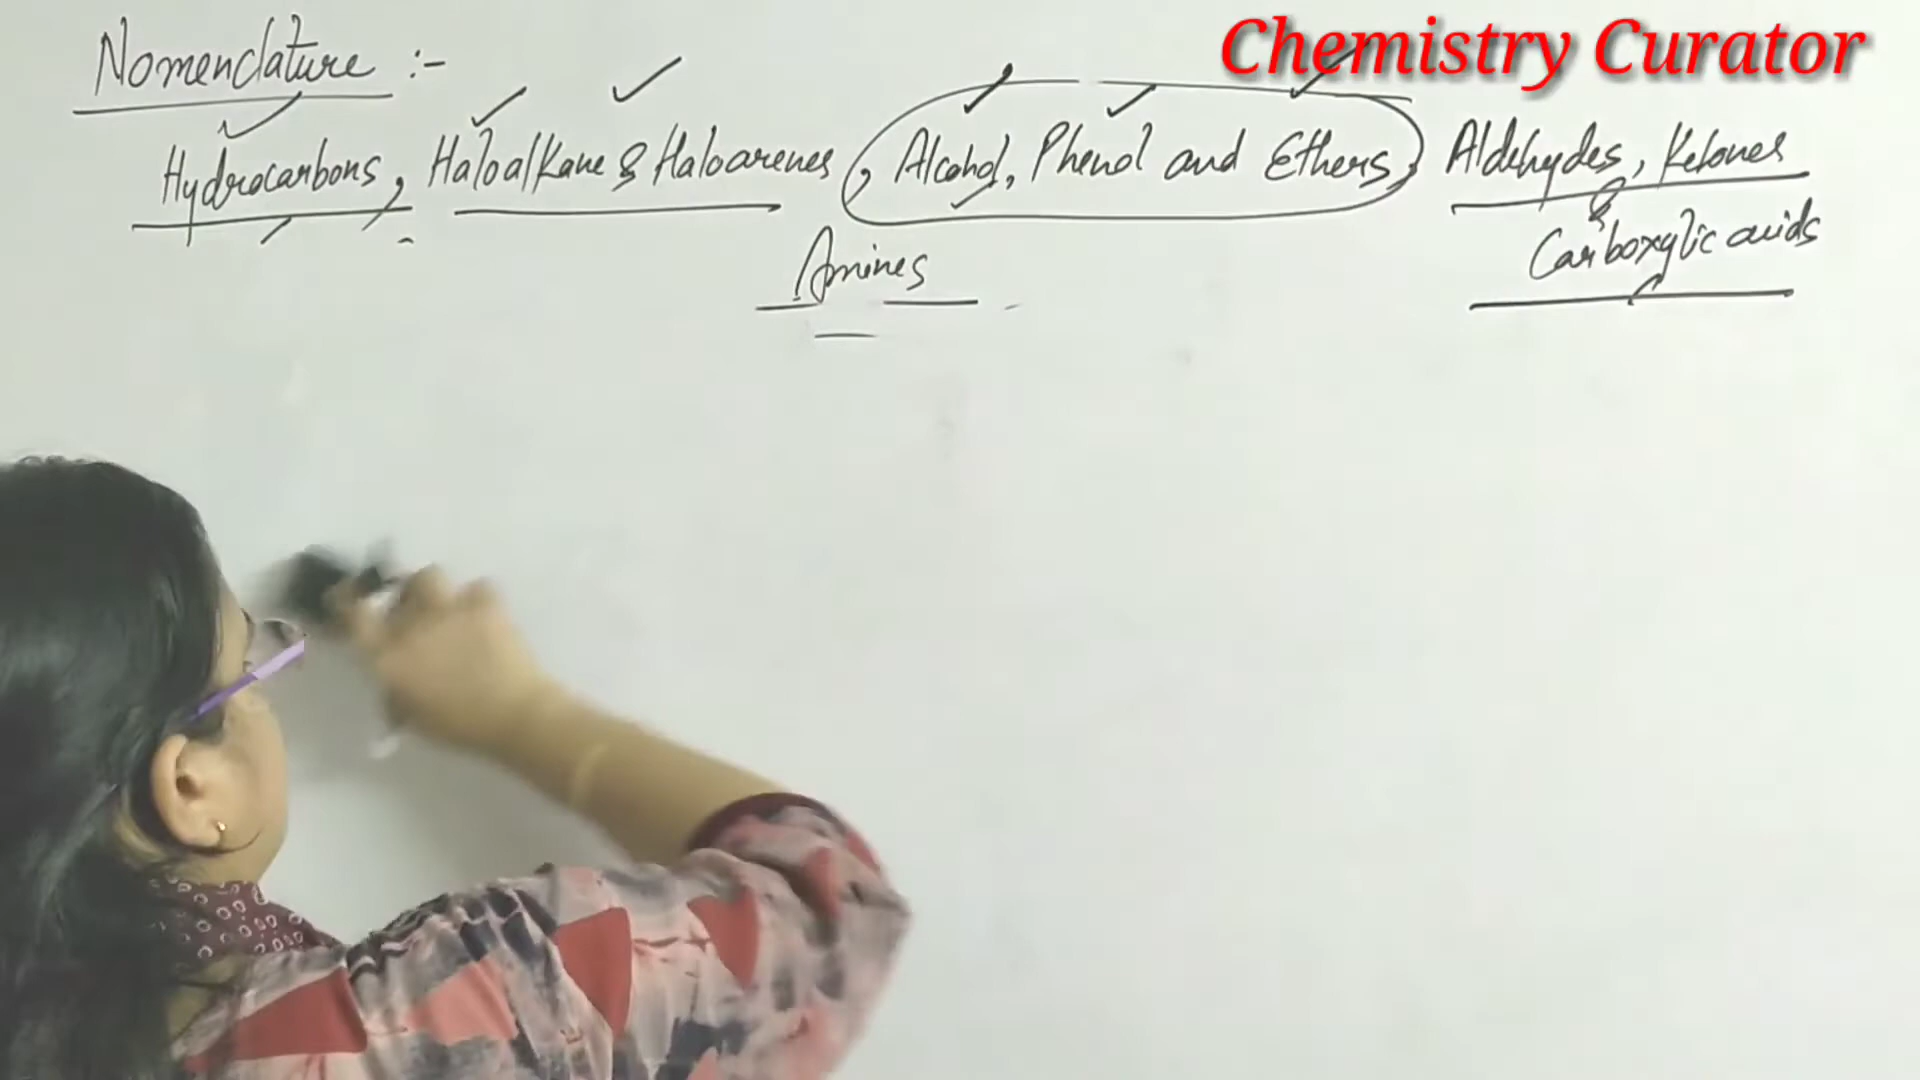 Chemistry Curator
Nomenclature :-
Hydrocarbons, Haloalkane & Haloarenes, Alcohol, Phenol and Ethers, Aldehydes, Ketones
& Carboxylic acids
Amines